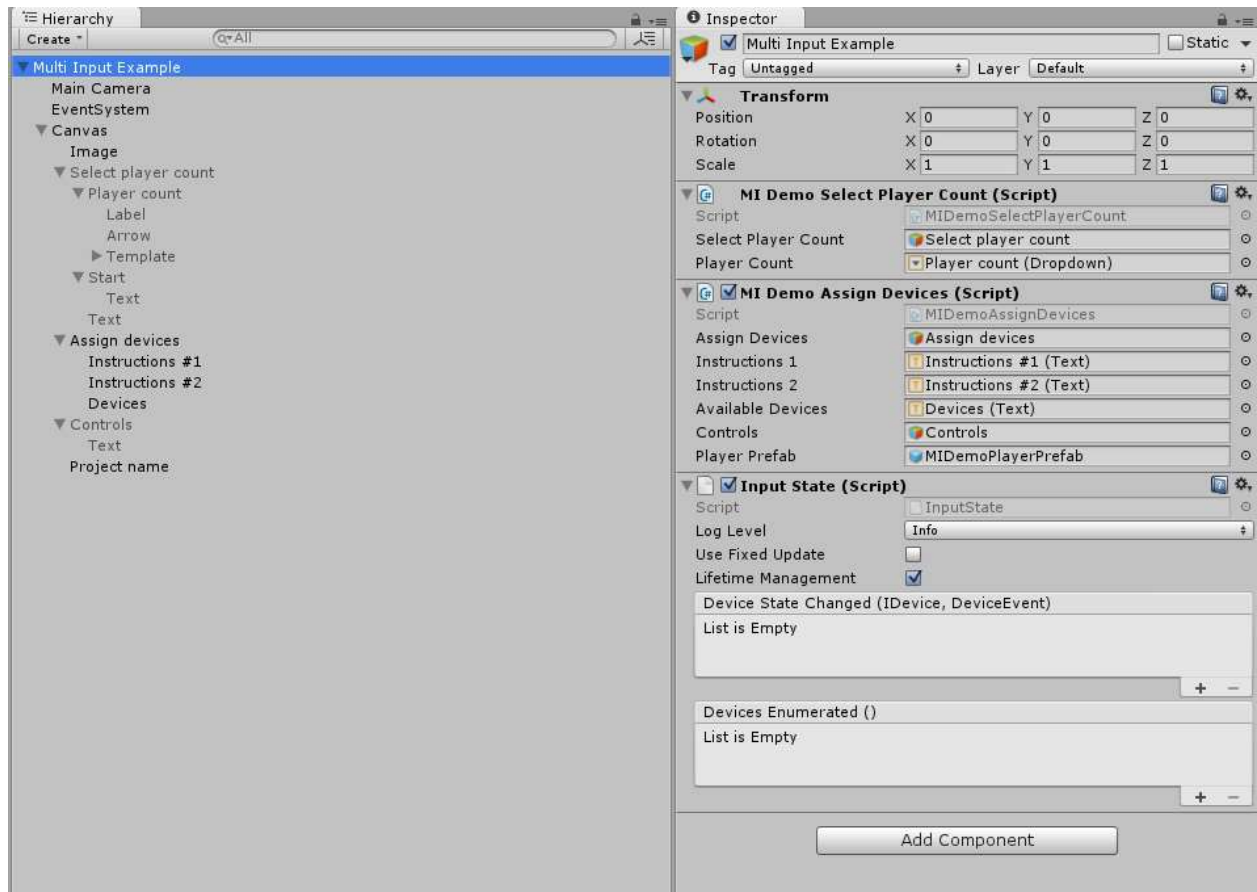 Hierarchy
Create
All
Multi Input Example
Main Camera
EventSystem
Canvas
Image
Select player count
Player count
Label
Arrow
Template
Start
Text
Text
Assign devices
Instructions #1
Instructions #2
Devices
Controls
Text
Project name
Inspector
Multi Input Example Static
Tag Untagged Layer Default
Transform
Position X 0 Y 0 Z 0
Rotation X 0 Y 0 Z 0
Scale X 1 Y 1 Z 1
MI Demo Select Player Count (Script)
Script MIDemoSelectPlayerCount
Select Player Count Select player count
Player Count Player count (Dropdown)
MI Demo Assign Devices (Script)
Script MIDemoAssignDevices
Assign Devices Assign devices
Instructions 1 Instructions #1 (Text)
Instructions 2 Instructions #2 (Text)
Available Devices Devices (Text)
Controls Controls
Player Prefab MIDemoPlayerPrefab
Input State (Script)
Script InputState
Log Level Info
Use Fixed Update
Lifetime Management
Device State Changed (IDevice, DeviceEvent)
List is Empty
+ −
Devices Enumerated ()
List is Empty
+ −
Add Component